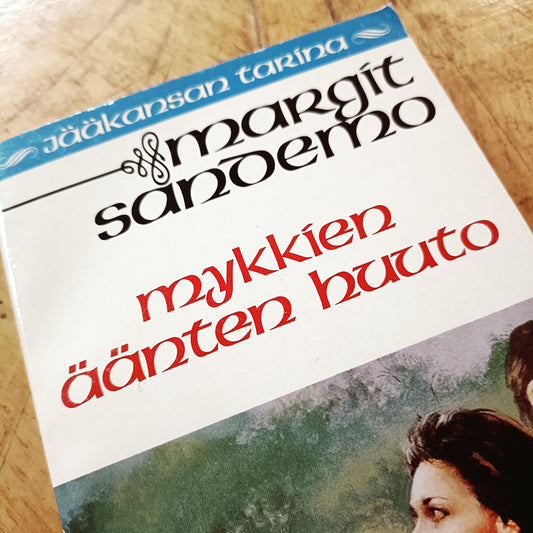 Jääkansan tarina
margit
sandemo
mykkien
äänten huuto